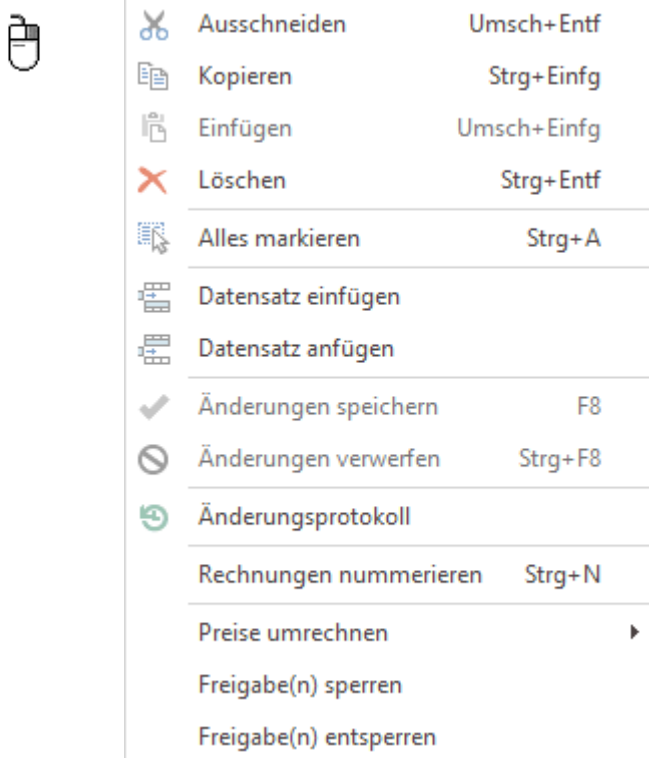 Ausschneiden Umsch+Entf
Kopieren Strg+Einfg
Einfügen Umsch+Einfg
Löschen Strg+Entf
Alles markieren Strg+A
Datensatz einfügen
Datensatz anfügen
Änderungen speichern F8
Änderungen verwerfen Strg+F8
Änderungsprotokoll
Rechnungen nummerieren Strg+N
Preise umrechnen
Freigabe(n) sperren
Freigabe(n) entsperren